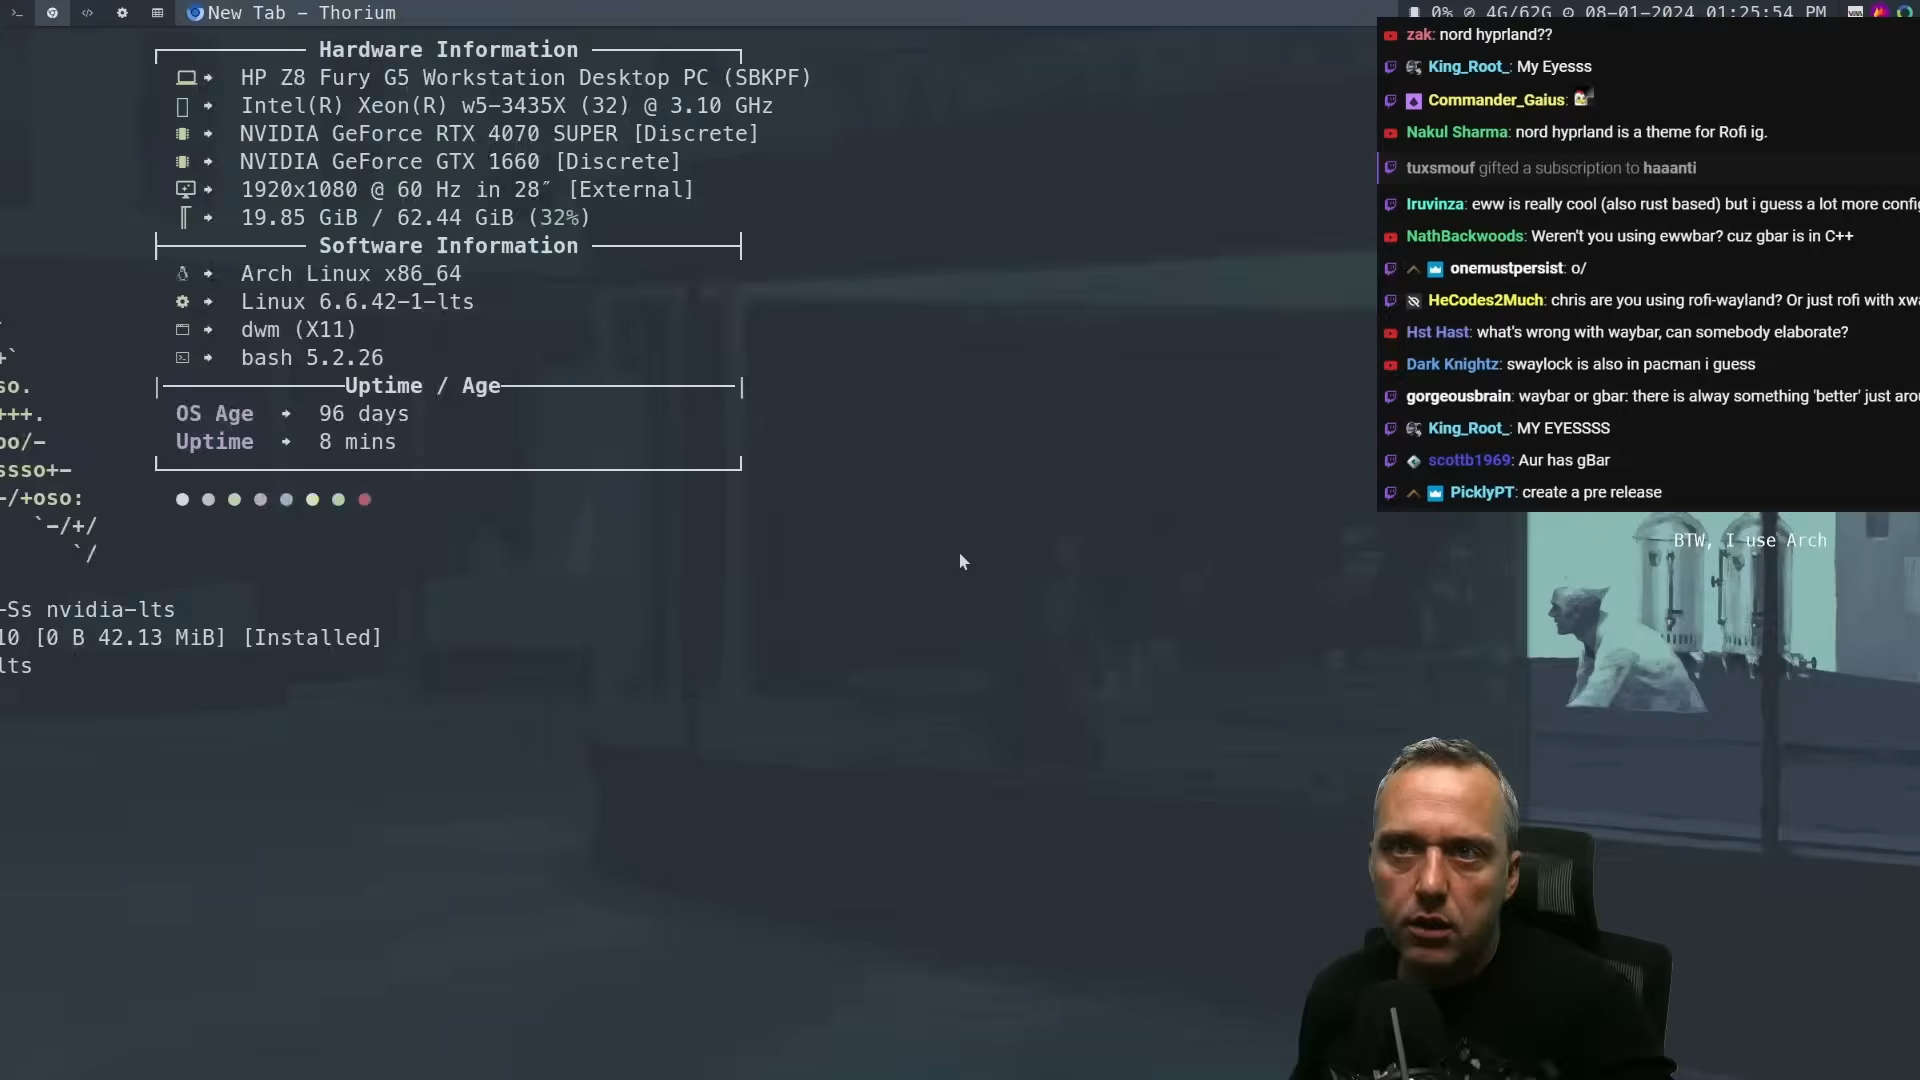 New Tab - Thorium
0% 4G/62G 08-01-2024 01:25:54 PM
Hardware Information
HP Z8 Fury G5 Workstation Desktop PC (SBKPF)
Intel(R) Xeon(R) w5-3435X (32) @ 3.10 GHz
NVIDIA GeForce RTX 4070 SUPER [Discrete]
NVIDIA GeForce GTX 1660 [Discrete]
1920x1080 @ 60 Hz in 28″ [External]
19.85 GiB / 62.44 GiB (32%)
Software Information
Arch Linux x86_64
Linux 6.6.42-1-lts
dwm (X11)
bash 5.2.26
Uptime / Age
OS Age 96 days
Uptime 8 mins
+`
so.
+++.
oo/-
ssso+-
-/+oso:
`-/+/
`/
-Ss nvidia-lts
10 [0 B 42.13 MiB] [Installed]
lts
zak: nord hyprland??
King_Root_: My Eyesss
Commander_Gaius:
Nakul Sharma: nord hyprland is a theme for Rofi ig.
tuxsmouf gifted a subscription to haaanti
Iruvinza: eww is really cool (also rust based) but i guess a lot more config
NathBackwoods: Weren't you using ewwbar? cuz gbar is in C++
onemustpersist: o/
HeCodes2Much: chris are you using rofi-wayland? Or just rofi with xwa
Hst Hast: what's wrong with waybar, can somebody elaborate?
Dark Knightz: swaylock is also in pacman i guess
gorgeousbrain: waybar or gbar: there is alway something 'better' just arou
King_Root_: MY EYESSSS
scottb1969: Aur has gBar
PicklyPT: create a pre release
BTW, I use Arch